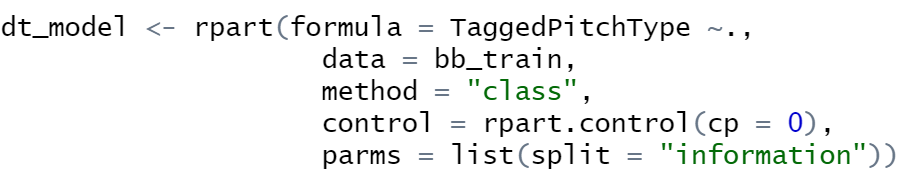 dt_model <- rpart(formula = TaggedPitchType ~.,
data = bb_train,
method = "class",
control = rpart.control(cp = 0),
parms = list(split = "information"))